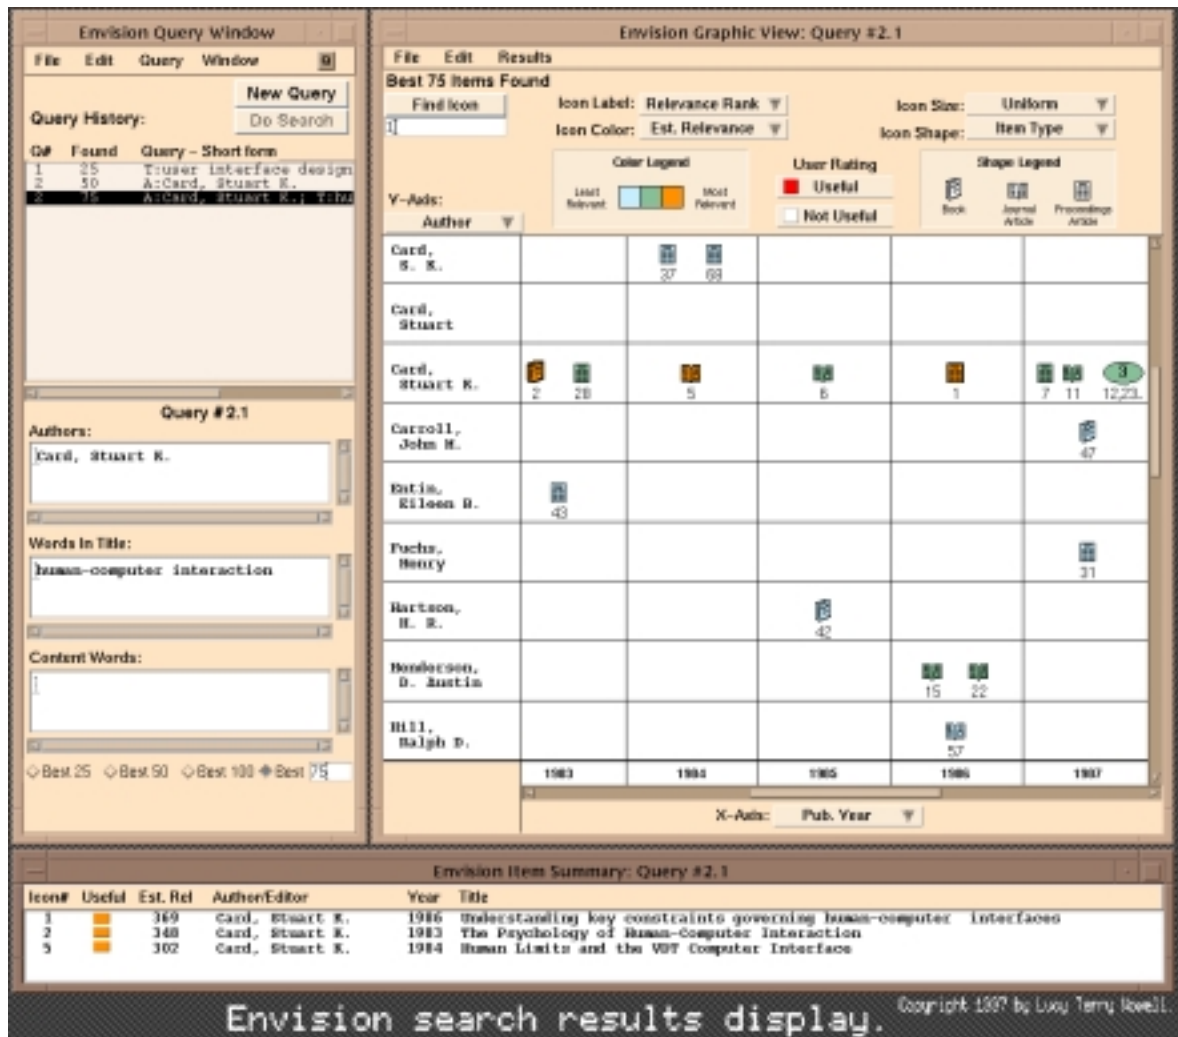 Envision Query Window
File Edit Query Window
New Query
Query History: Do Search
Q# Found Query – Short form
1 25 T:user interface design
2 50 A:Card, Stuart K.
2 75 A:Card, Stuart K.; T:hu
Query #2.1
Authors:
Card, Stuart K.
Words In Title:
human-computer interaction
Content Words:
Best 25 Best 50 Best 100 Best 75
Envision Graphic View: Query #2.1
File Edit Results
Best 75 Items Found
Find Icon
1
Icon Label: Relevance Rank
Icon Size: Uniform
Icon Color: Est. Relevance
Icon Shape: Item Type
Color Legend
Least Relevant
Most Relevant
User Rating
Useful
Not Useful
Shape Legend
Book
Journal Article
Proceedings Article
Y-Axis:
Author
Card,
S. K.
37 68
Card,
Stuart
Card,
Stuart K.
3
2 28 5 6 1 7 11 12,23.
Carroll,
John M.
47
Entin,
Eileen B.
43
Fuchs,
Henry
31
Hartson,
H. R.
42
Henderson,
D. Austin
15 22
Hill,
Ralph D.
57
1983 1984 1985 1986 1987
X-Axis: Pub. Year
Envision Item Summary: Query #2.1
Icon# Useful Est. Rel Author/Editor Year Title
1 369 Card, Stuart K. 1986 Understanding key constraints governing human-computer interfaces
2 348 Card, Stuart K. 1983 The Psychology of Human-Computer Interaction
5 302 Card, Stuart K. 1984 Human Limits and the VDT Computer Interface
Envision search results display.
Copyright 1997 by Lucy Terry Nowell.